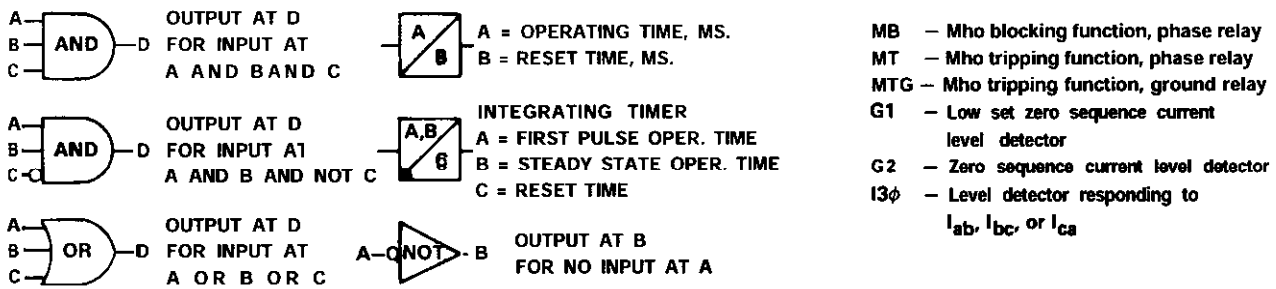 A
B
C
AND
D
OUTPUT AT D
FOR INPUT AT
A AND BAND C
A
B
C
AND
D
OUTPUT AT D
FOR INPUT AT
A AND B AND NOT C
A
B
C
OR
D
OUTPUT AT D
FOR INPUT AT
A OR B OR C
A
B
A = OPERATING TIME, MS.
B = RESET TIME, MS.
INTEGRATING TIMER
A,B
A = FIRST PULSE OPER. TIME
B = STEADY STATE OPER. TIME
C = RESET TIME
A
NOT
B
OUTPUT AT B
FOR NO INPUT AT A
MB – Mho blocking function, phase relay
MT – Mho tripping function, phase relay
MTG – Mho tripping function, ground relay
G1 – Low set zero sequence current
level detector
G2 – Zero sequence current level detector
I3ϕ – Level detector responding to
Iab, Ibc, or Ica